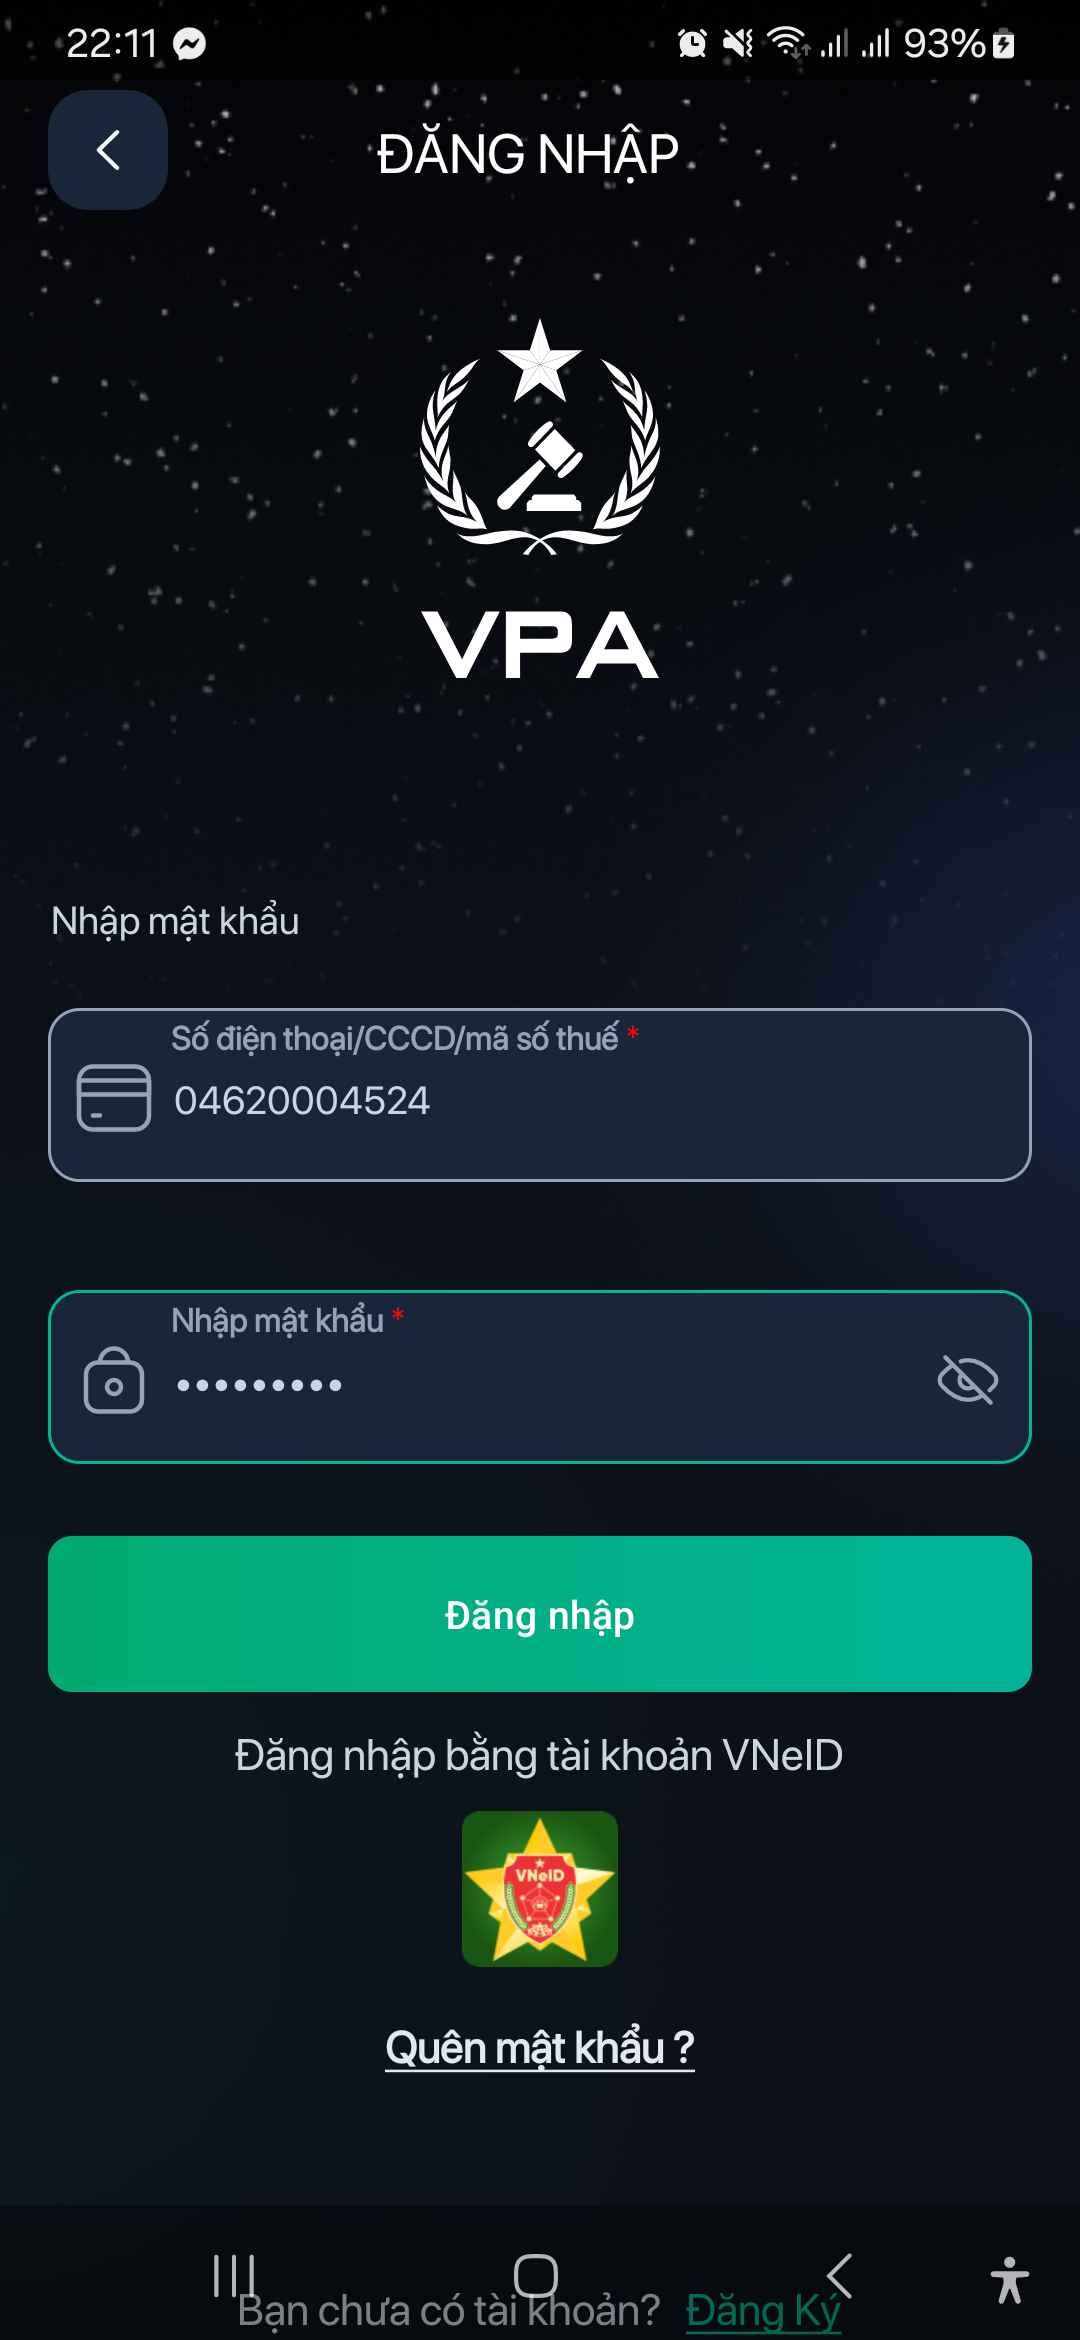 22:11 93%
ĐĂNG NHẬP
VPA
Nhập mật khẩu
Số điện thoại/CCCD/mã số thuế *
04620004524
Nhập mật khẩu *
•••••••••
Đăng nhập
Đăng nhập bằng tài khoản VNeID
VNeID
Quên mật khẩu ?
Bạn chưa có tài khoản? Đăng Ký